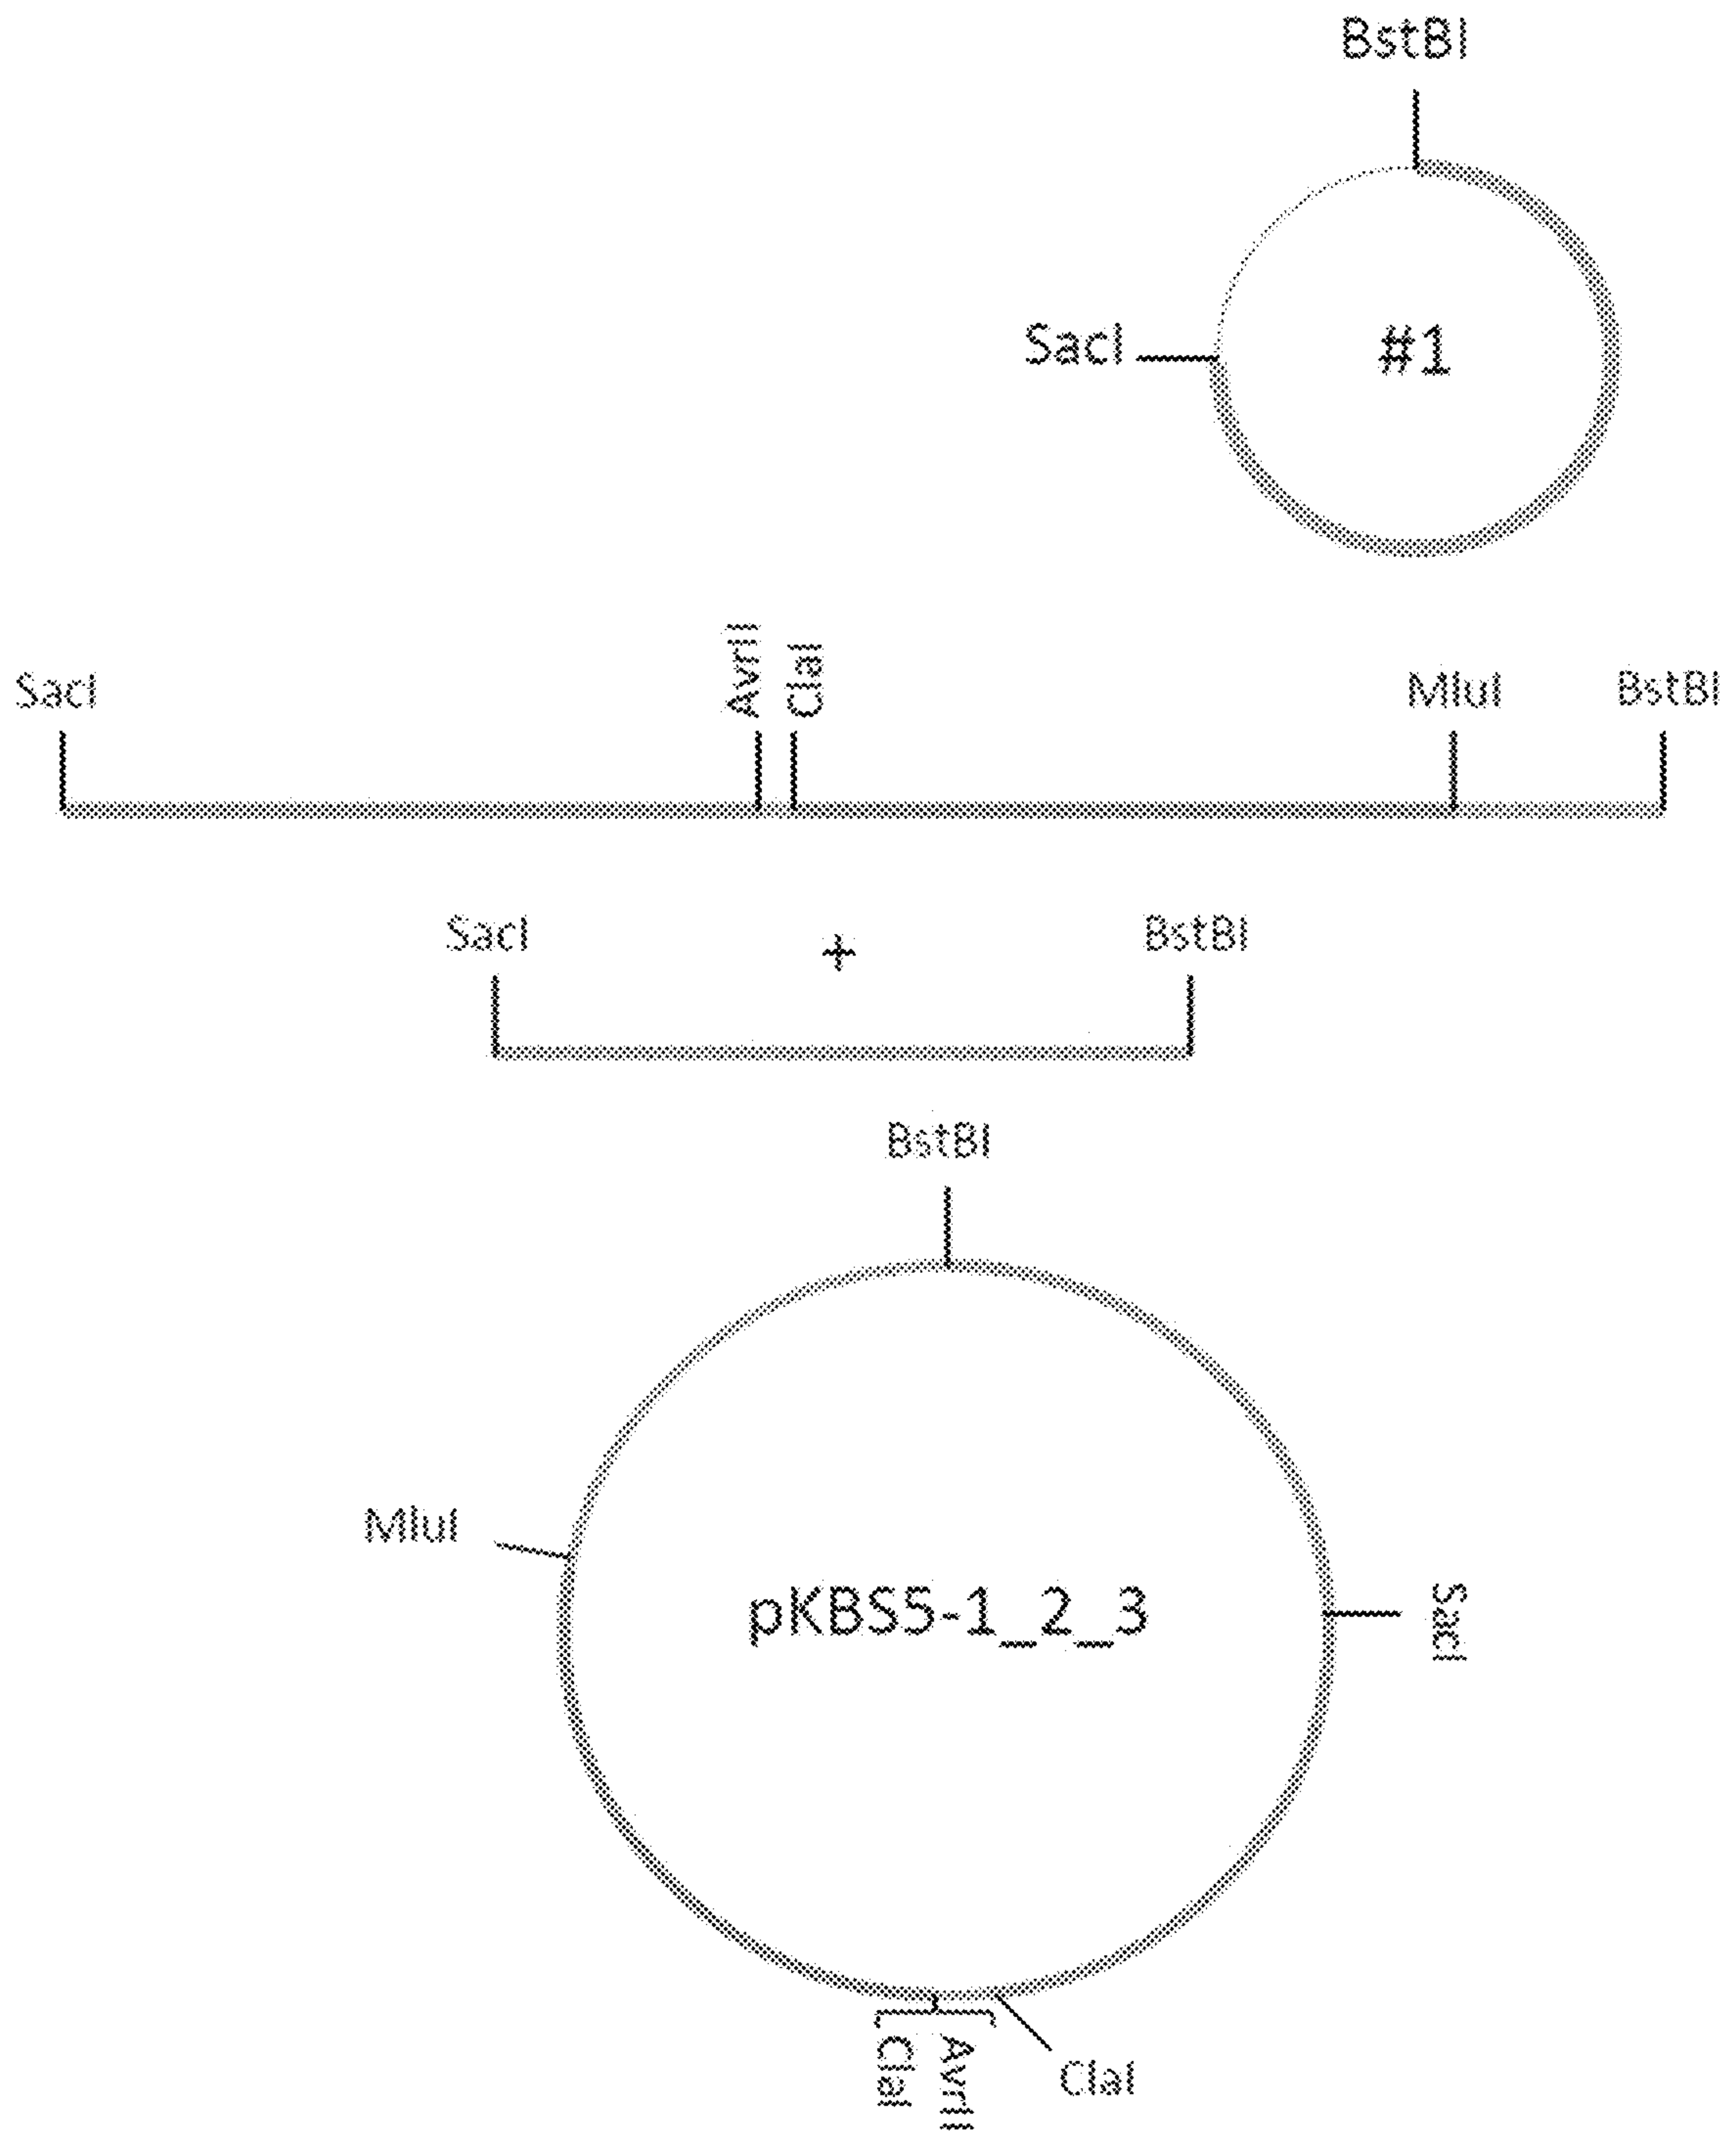 BstBI
SacI
#1
SacI
AvrII
ClaI
MluI
BstBI
SacI
+
BstBI
BstBI
MluI
pKBS5-1_2_3
SacI
ClaI
AvrII
ClaI